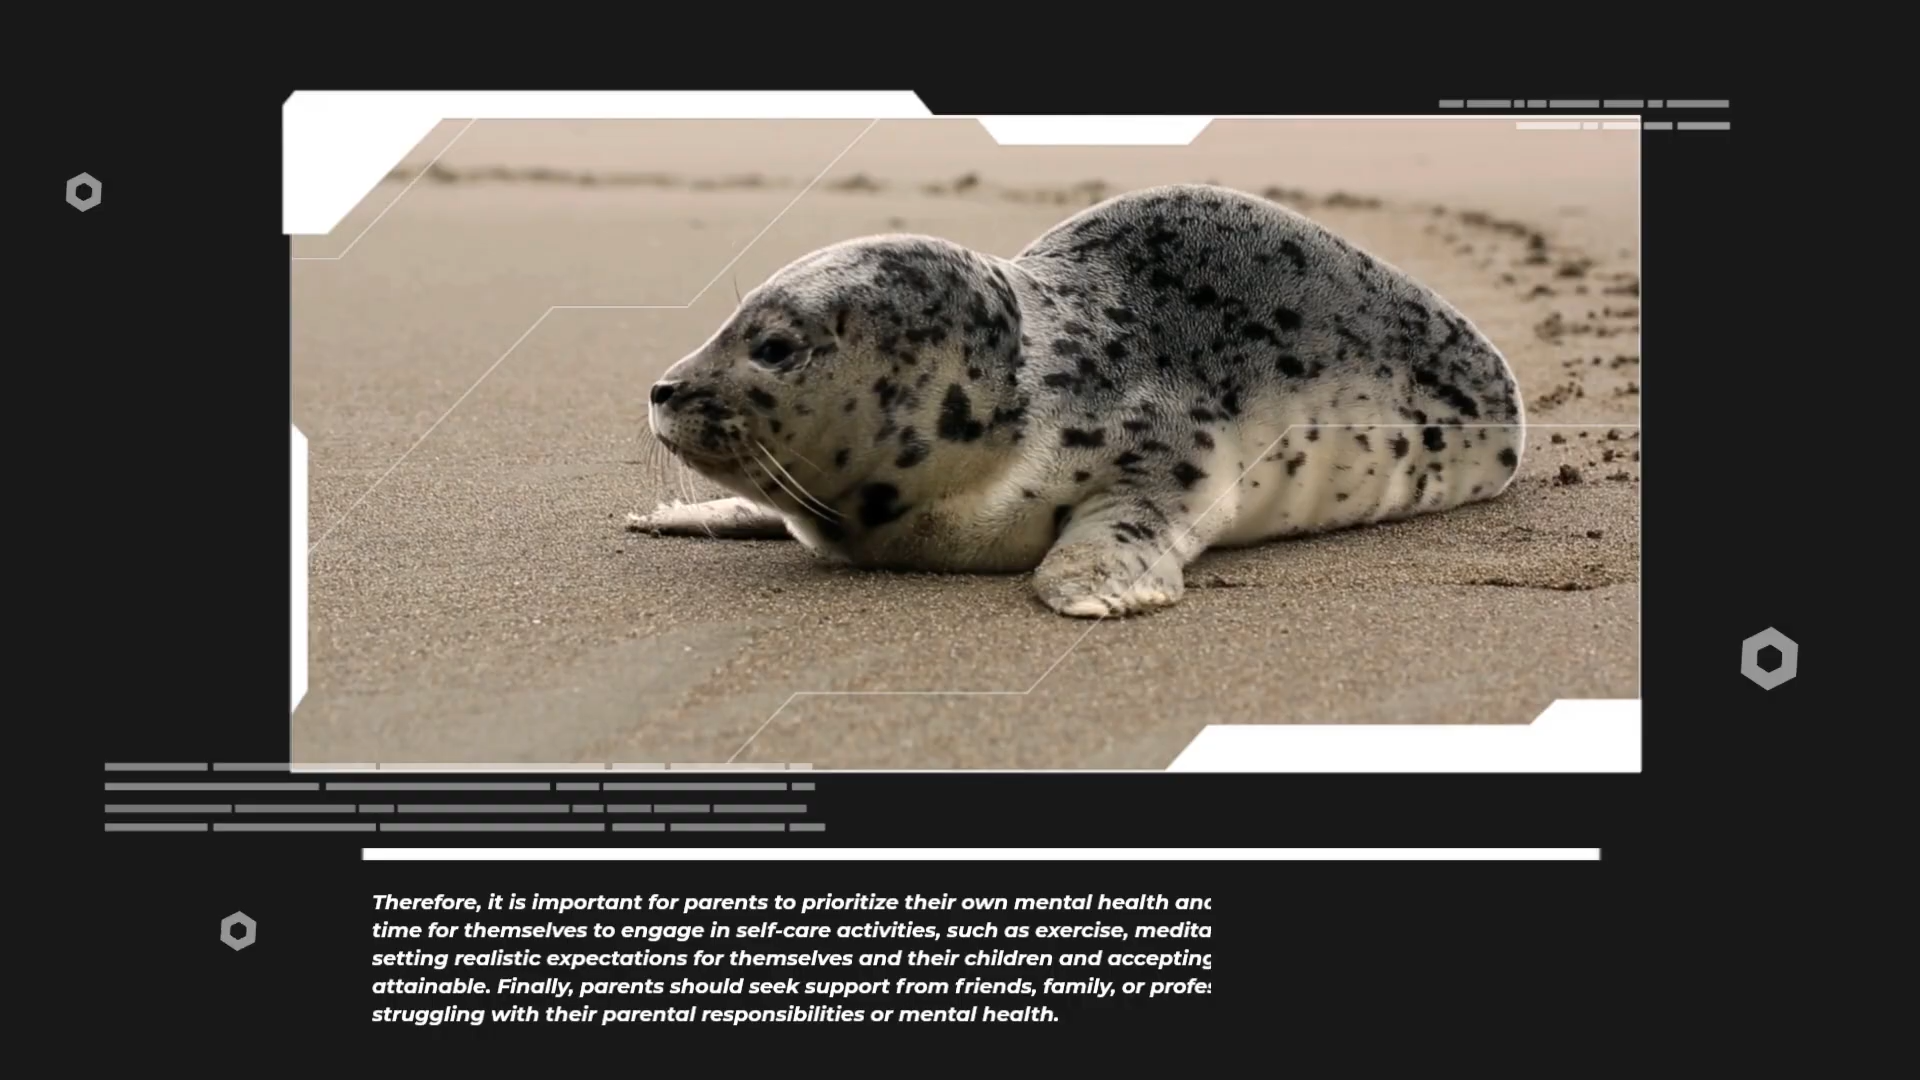 Therefore, it is important for parents to prioritize their own mental health and
time for themselves to engage in self-care activities, such as exercise,
setting realistic expectations for themselves and their children and accepting
attainable. Finally, parents should seek support from friends, family, or
struggling with their parental responsibilities or mental health.